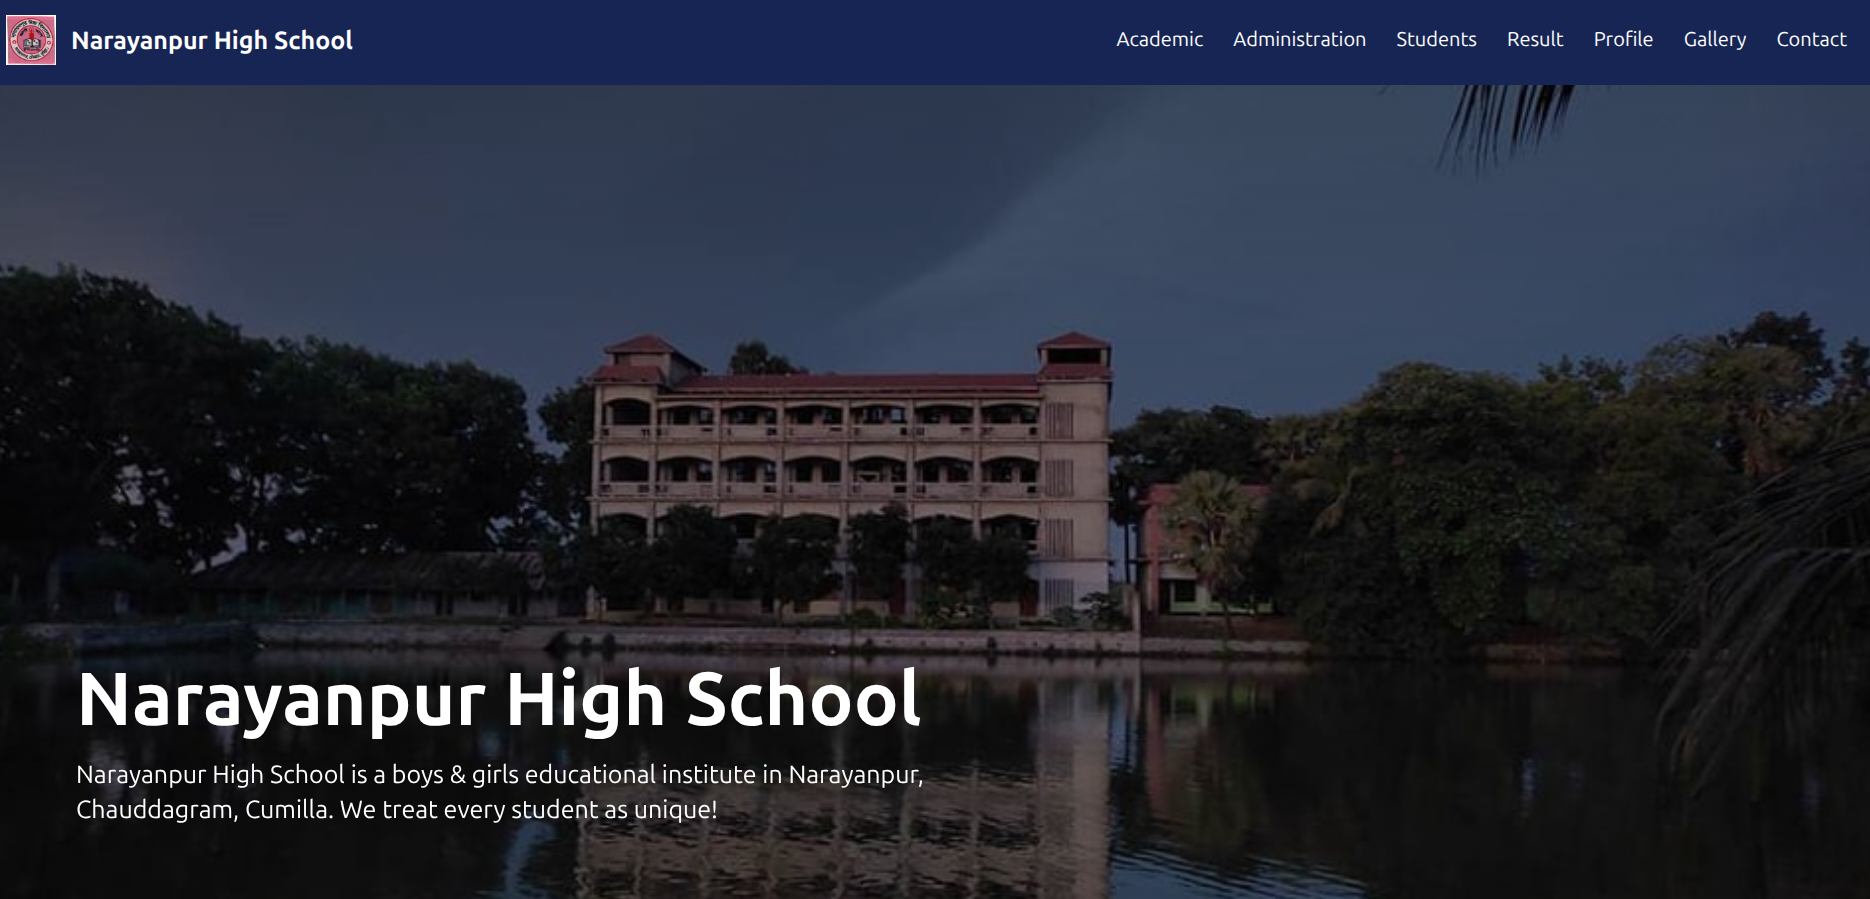 Narayanpur High School
Academic Administration Students Result Profile Gallery Contact
Narayanpur High School
Narayanpur High School is a boys & girls educational institute in Narayanpur,
Chauddagram, Cumilla. We treat every student as unique!